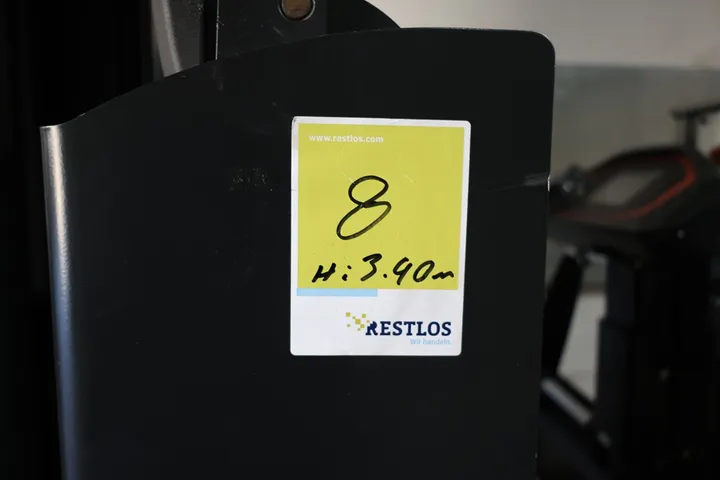 www.restlos.com
8
H: 3.40m
RESTLOS
Wir handeln.